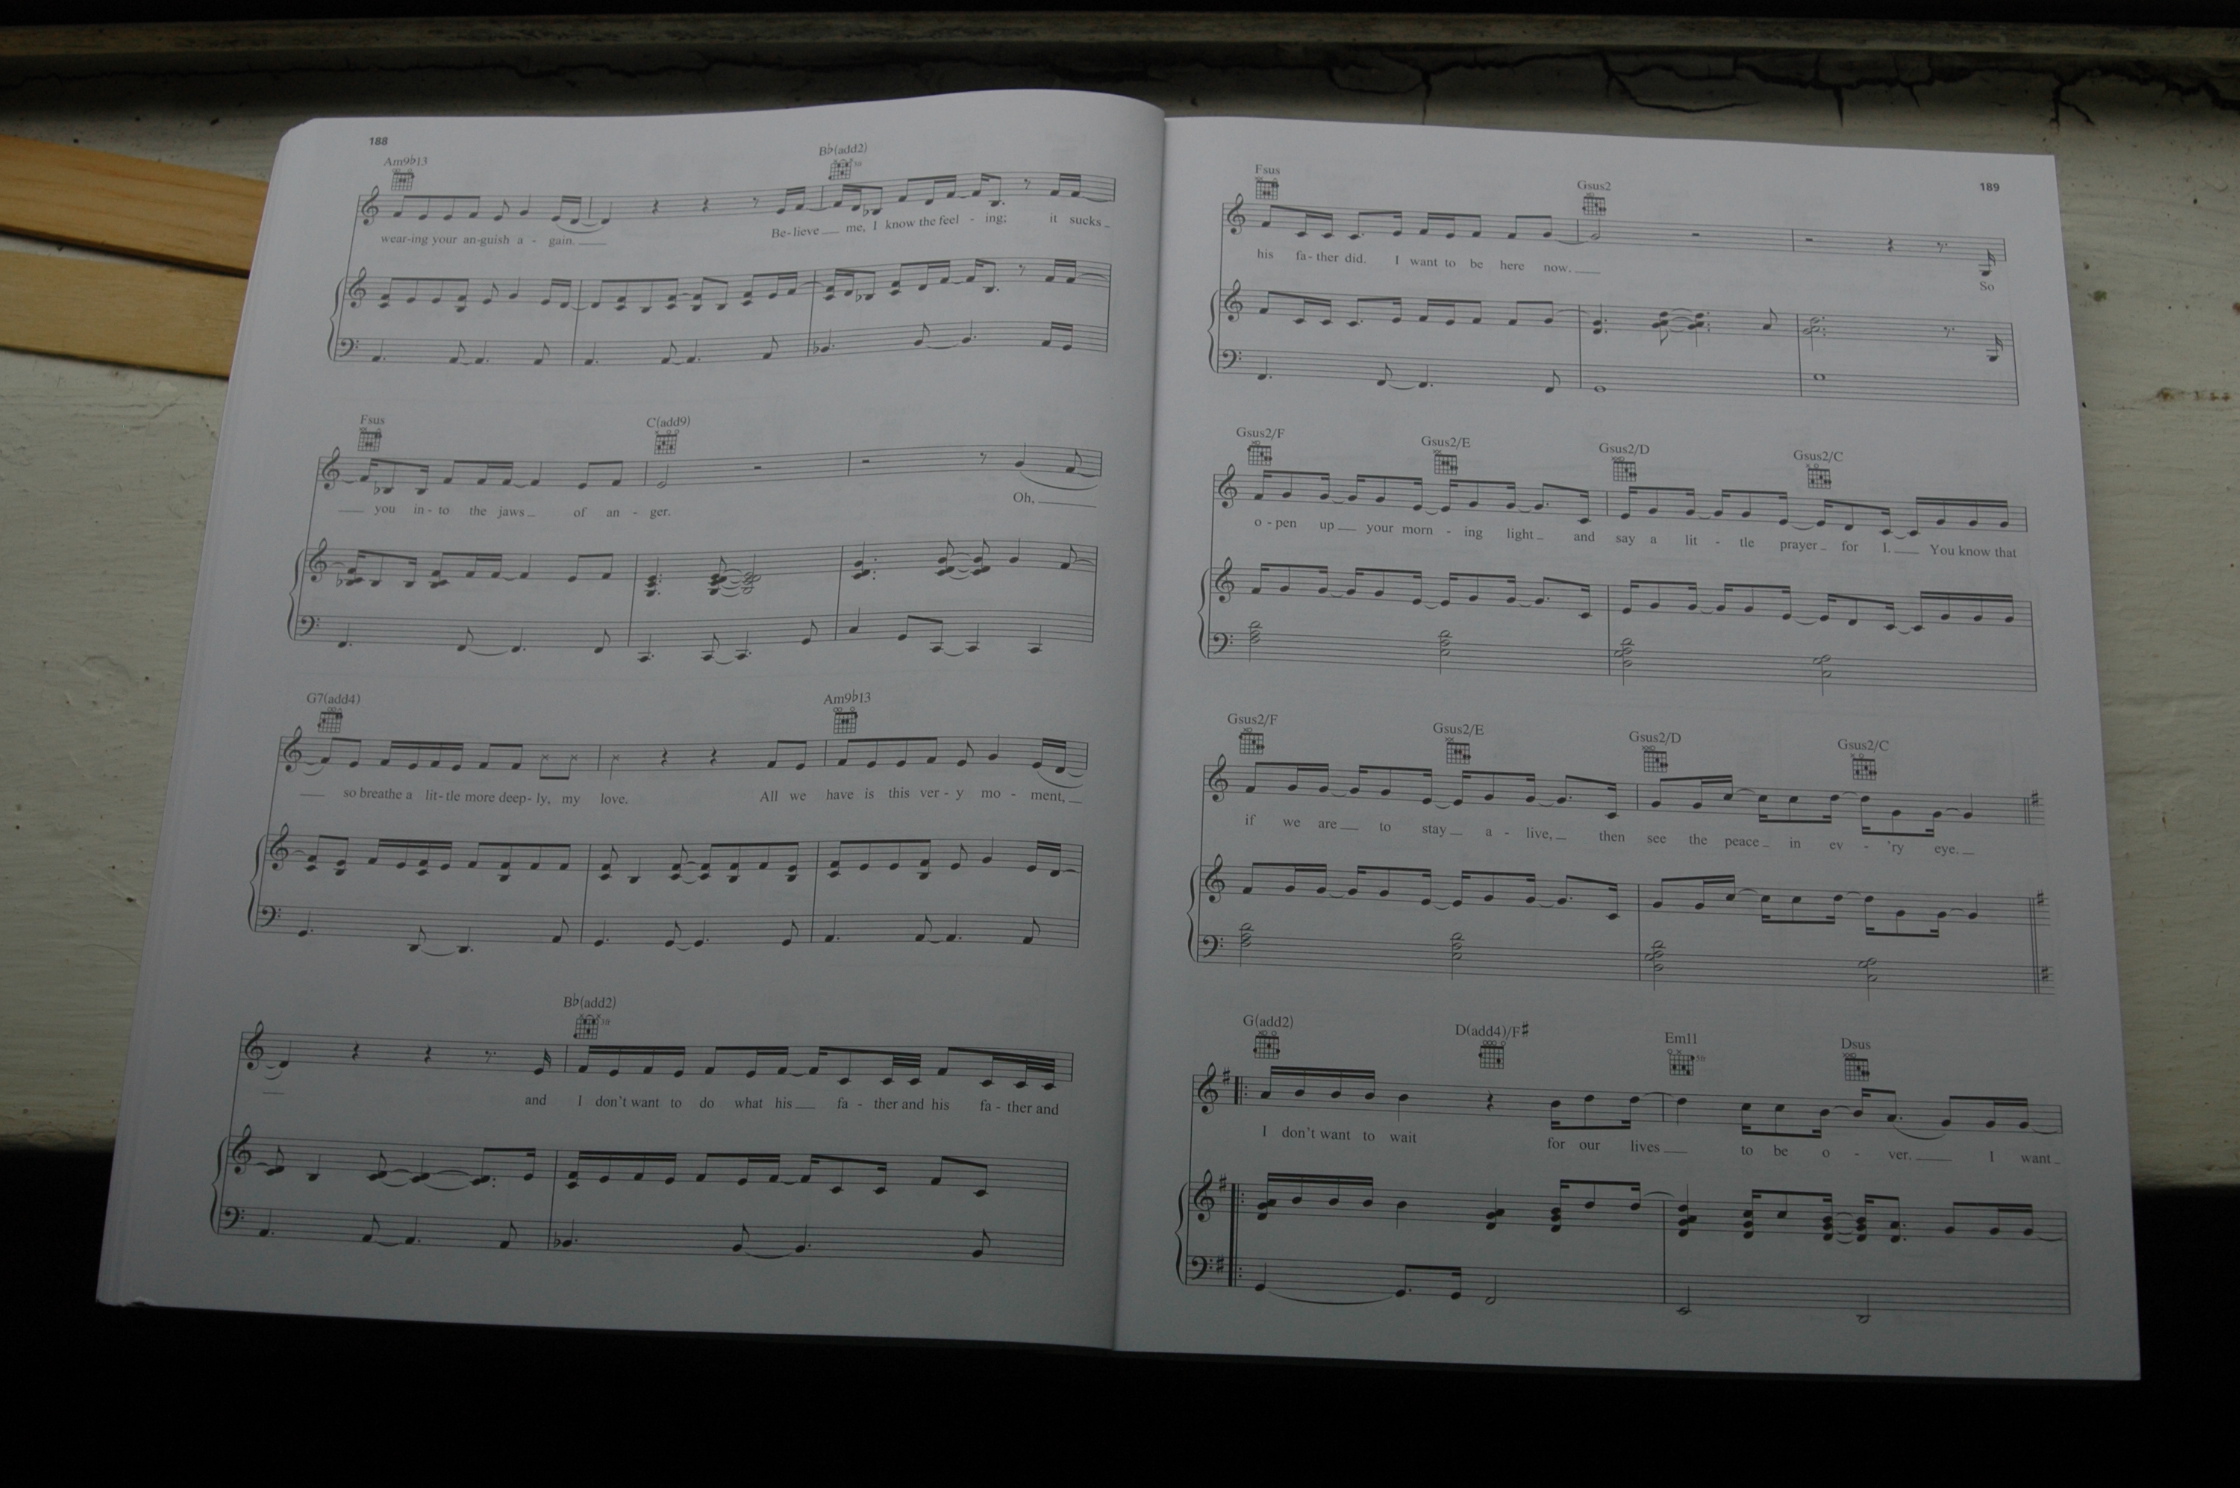 188
Am9♭13 B♭(add2)
3fr
wear-ing your an-guish a - gain. Be-lieve me, I know the feel - ing; it sucks
Fsus C(add9)
you in-to the jaws of an - ger. Oh,
G7(add4) Am9♭13
so breathe a lit-tle more deep-ly, my love. All we have is this ver-y mo - ment,
B♭(add2)
3fr
and I don't want to do what his fa - ther and his fa - ther and
189
Fsus Gsus2
his fa-ther did. I want to be here now. So
Gsus2/F Gsus2/E Gsus2/D Gsus2/C
o - pen up your morn - ing light and say a lit - tle prayer for I. You know that
Gsus2/F Gsus2/E Gsus2/D Gsus2/C
if we are to stay a - live, then see the peace in ev - 'ry eye.
G(add2) D(add4)/F♯ Em11 Dsus
5fr
I don't want to wait for our lives to be o - ver. I want